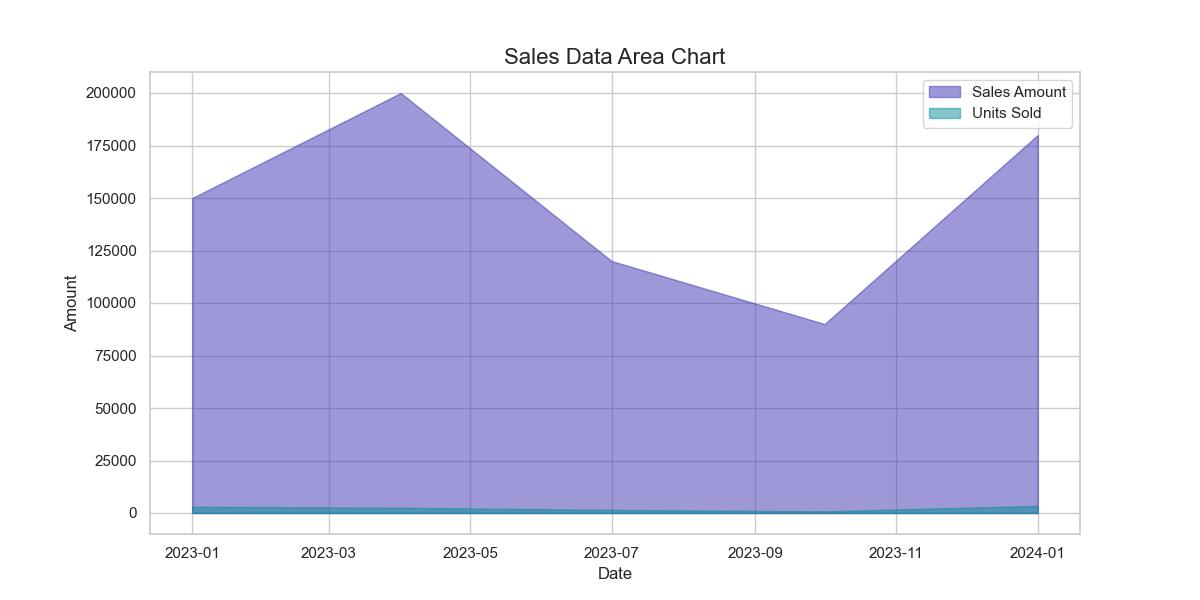 Sales Data Area Chart
Sales Amount
Units Sold
200000
175000
150000
125000
100000
75000
50000
25000
0
Amount
2023-01 2023-03 2023-05 2023-07 2023-09 2023-11 2024-01
Date